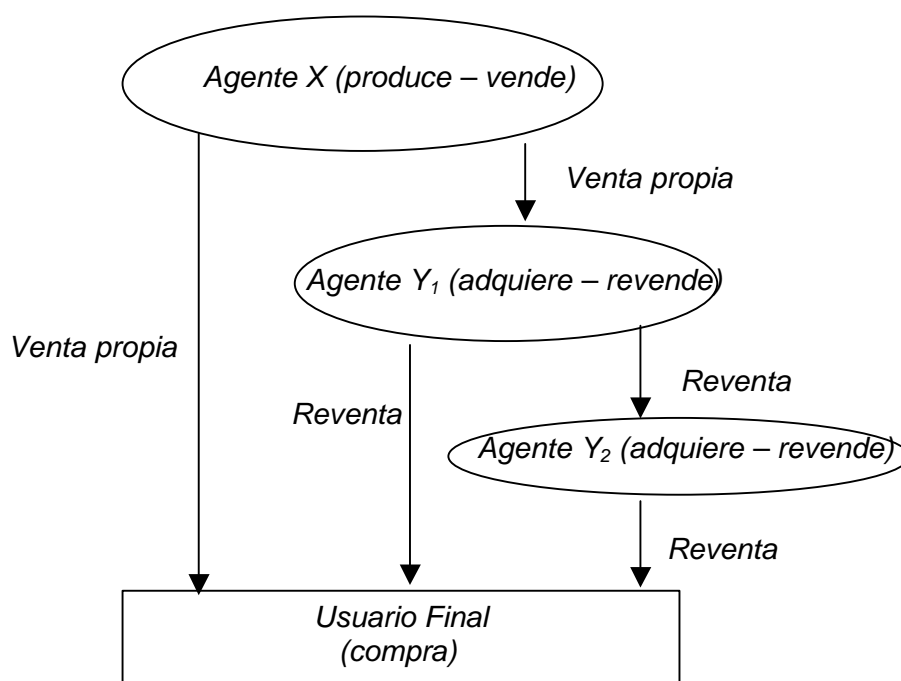 Agente X (produce – vende)
Venta propia
Agente Y₁ (adquiere – revende)
Venta propia
Reventa
Reventa
Agente Y₂ (adquiere – revende)
Reventa
Usuario Final
(compra)